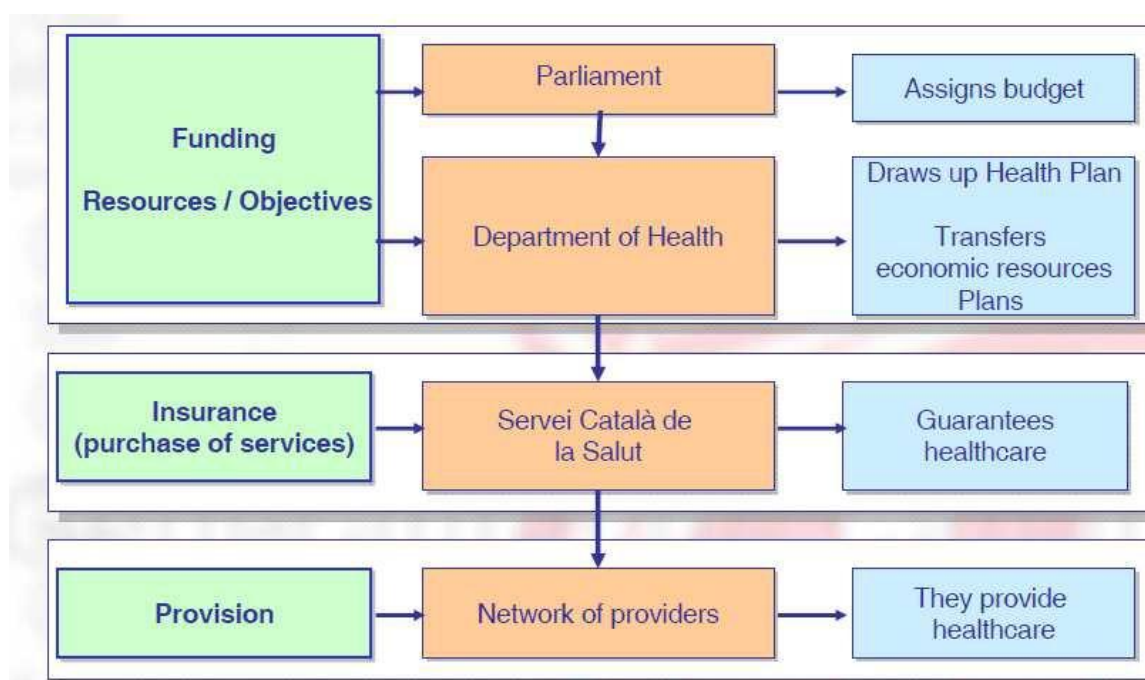 Funding
Resources / Objectives
Parliament
Assigns budget
Department of Health
Draws up Health Plan
Transfers
economic resources
Plans
Insurance
(purchase of services)
Servei Català de
la Salut
Guarantees
healthcare
Provision
Network of providers
They provide
healthcare